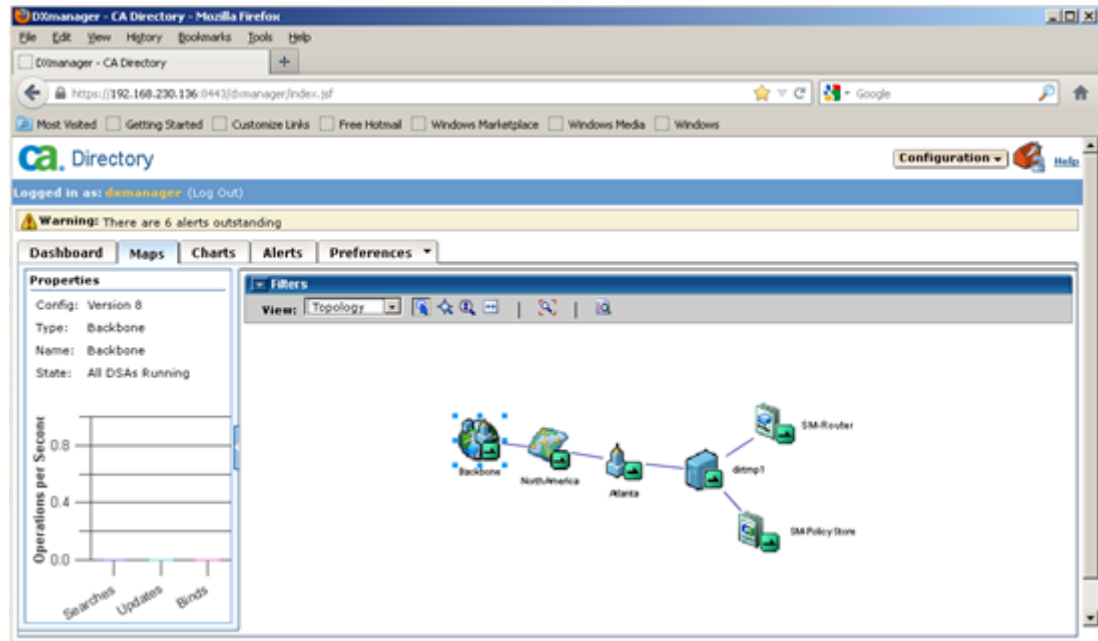 DXmanager - CA Directory - Mozilla Firefox
File Edit View History Bookmarks Tools Help
DXmanager - CA Directory +
https://192.168.230.136:8443/dxmanager/index.jsf Google
Most Visited Getting Started Customize Links Free Hotmail Windows Marketplace Windows Media Windows
ca. Directory Configuration Help
Logged in as: dxmanager (Log Out)
Warning: There are 6 alerts outstanding
Dashboard Maps Charts Alerts Preferences
Properties
Config: Version 8
Type: Backbone
Name: Backbone
State: All DSAs Running
Operations per Second
0.8
0.4
0.0
Searches Updates Binds
Filters
View: Topology
SM-Router
Backbone
NorthAmerica
Atlanta
dirtmp1
SM Policy Store